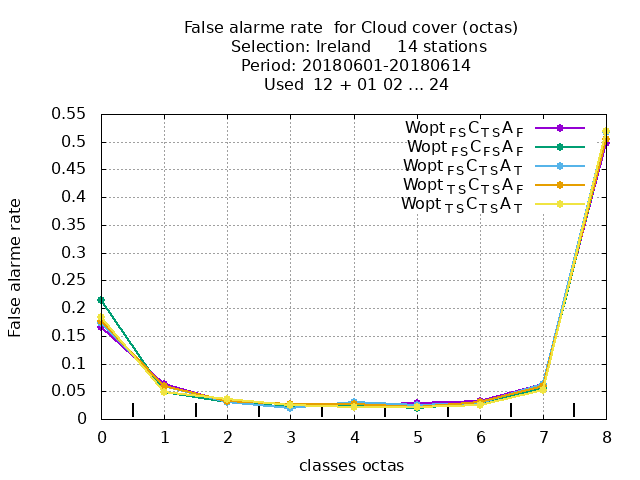 False alarme rate  for Cloud cover (octas)
Selection: Ireland     14 stations
Period: 20180601-20180614
Used  12 + 01 02 ... 24
Wopt FS C TS A F
Wopt FS C FS A F
Wopt FS C TS A T
Wopt TS C TS A F
Wopt TS C TS A T
False alarme rate
0.55
0.5
0.45
0.4
0.35
0.3
0.25
0.2
0.15
0.1
0.05
0
0 1 2 3 4 5 6 7 8
classes octas